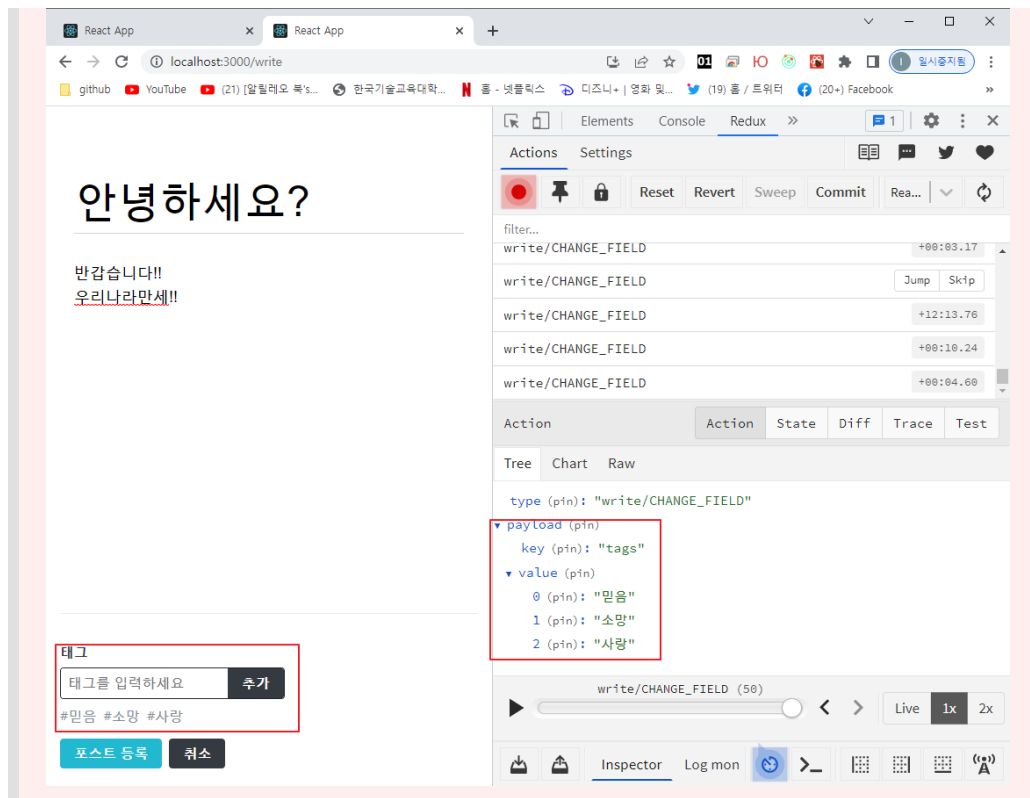 React App
React App
localhost:3000/write
01
Ю
I 일시중지됨
github
YouTube
(21) [알릴레오 북's...
한국기술교육대학...
홈 - 넷플릭스
디즈니+ | 영화 및...
(19) 홈 / 트위터
(20+) Facebook
»
안녕하세요?
반갑습니다!!
우리나라만세!!
태그
태그를 입력하세요
추가
#믿음 #소망 #사랑
포스트 등록
취소
Elements Console Redux » 1
Actions Settings
Reset Revert Sweep Commit Rea...
filter...
write/CHANGE_FIELD +00:03.17
write/CHANGE_FIELD Jump Skip
write/CHANGE_FIELD +12:13.76
write/CHANGE_FIELD +00:10.24
write/CHANGE_FIELD +00:04.60
Action Action State Diff Trace Test
Tree Chart Raw
type (pin): "write/CHANGE_FIELD"
payload (pin)
key (pin): "tags"
value (pin)
0 (pin): "믿음"
1 (pin): "소망"
2 (pin): "사랑"
write/CHANGE_FIELD (50)
Live 1x 2x
Inspector Log mon